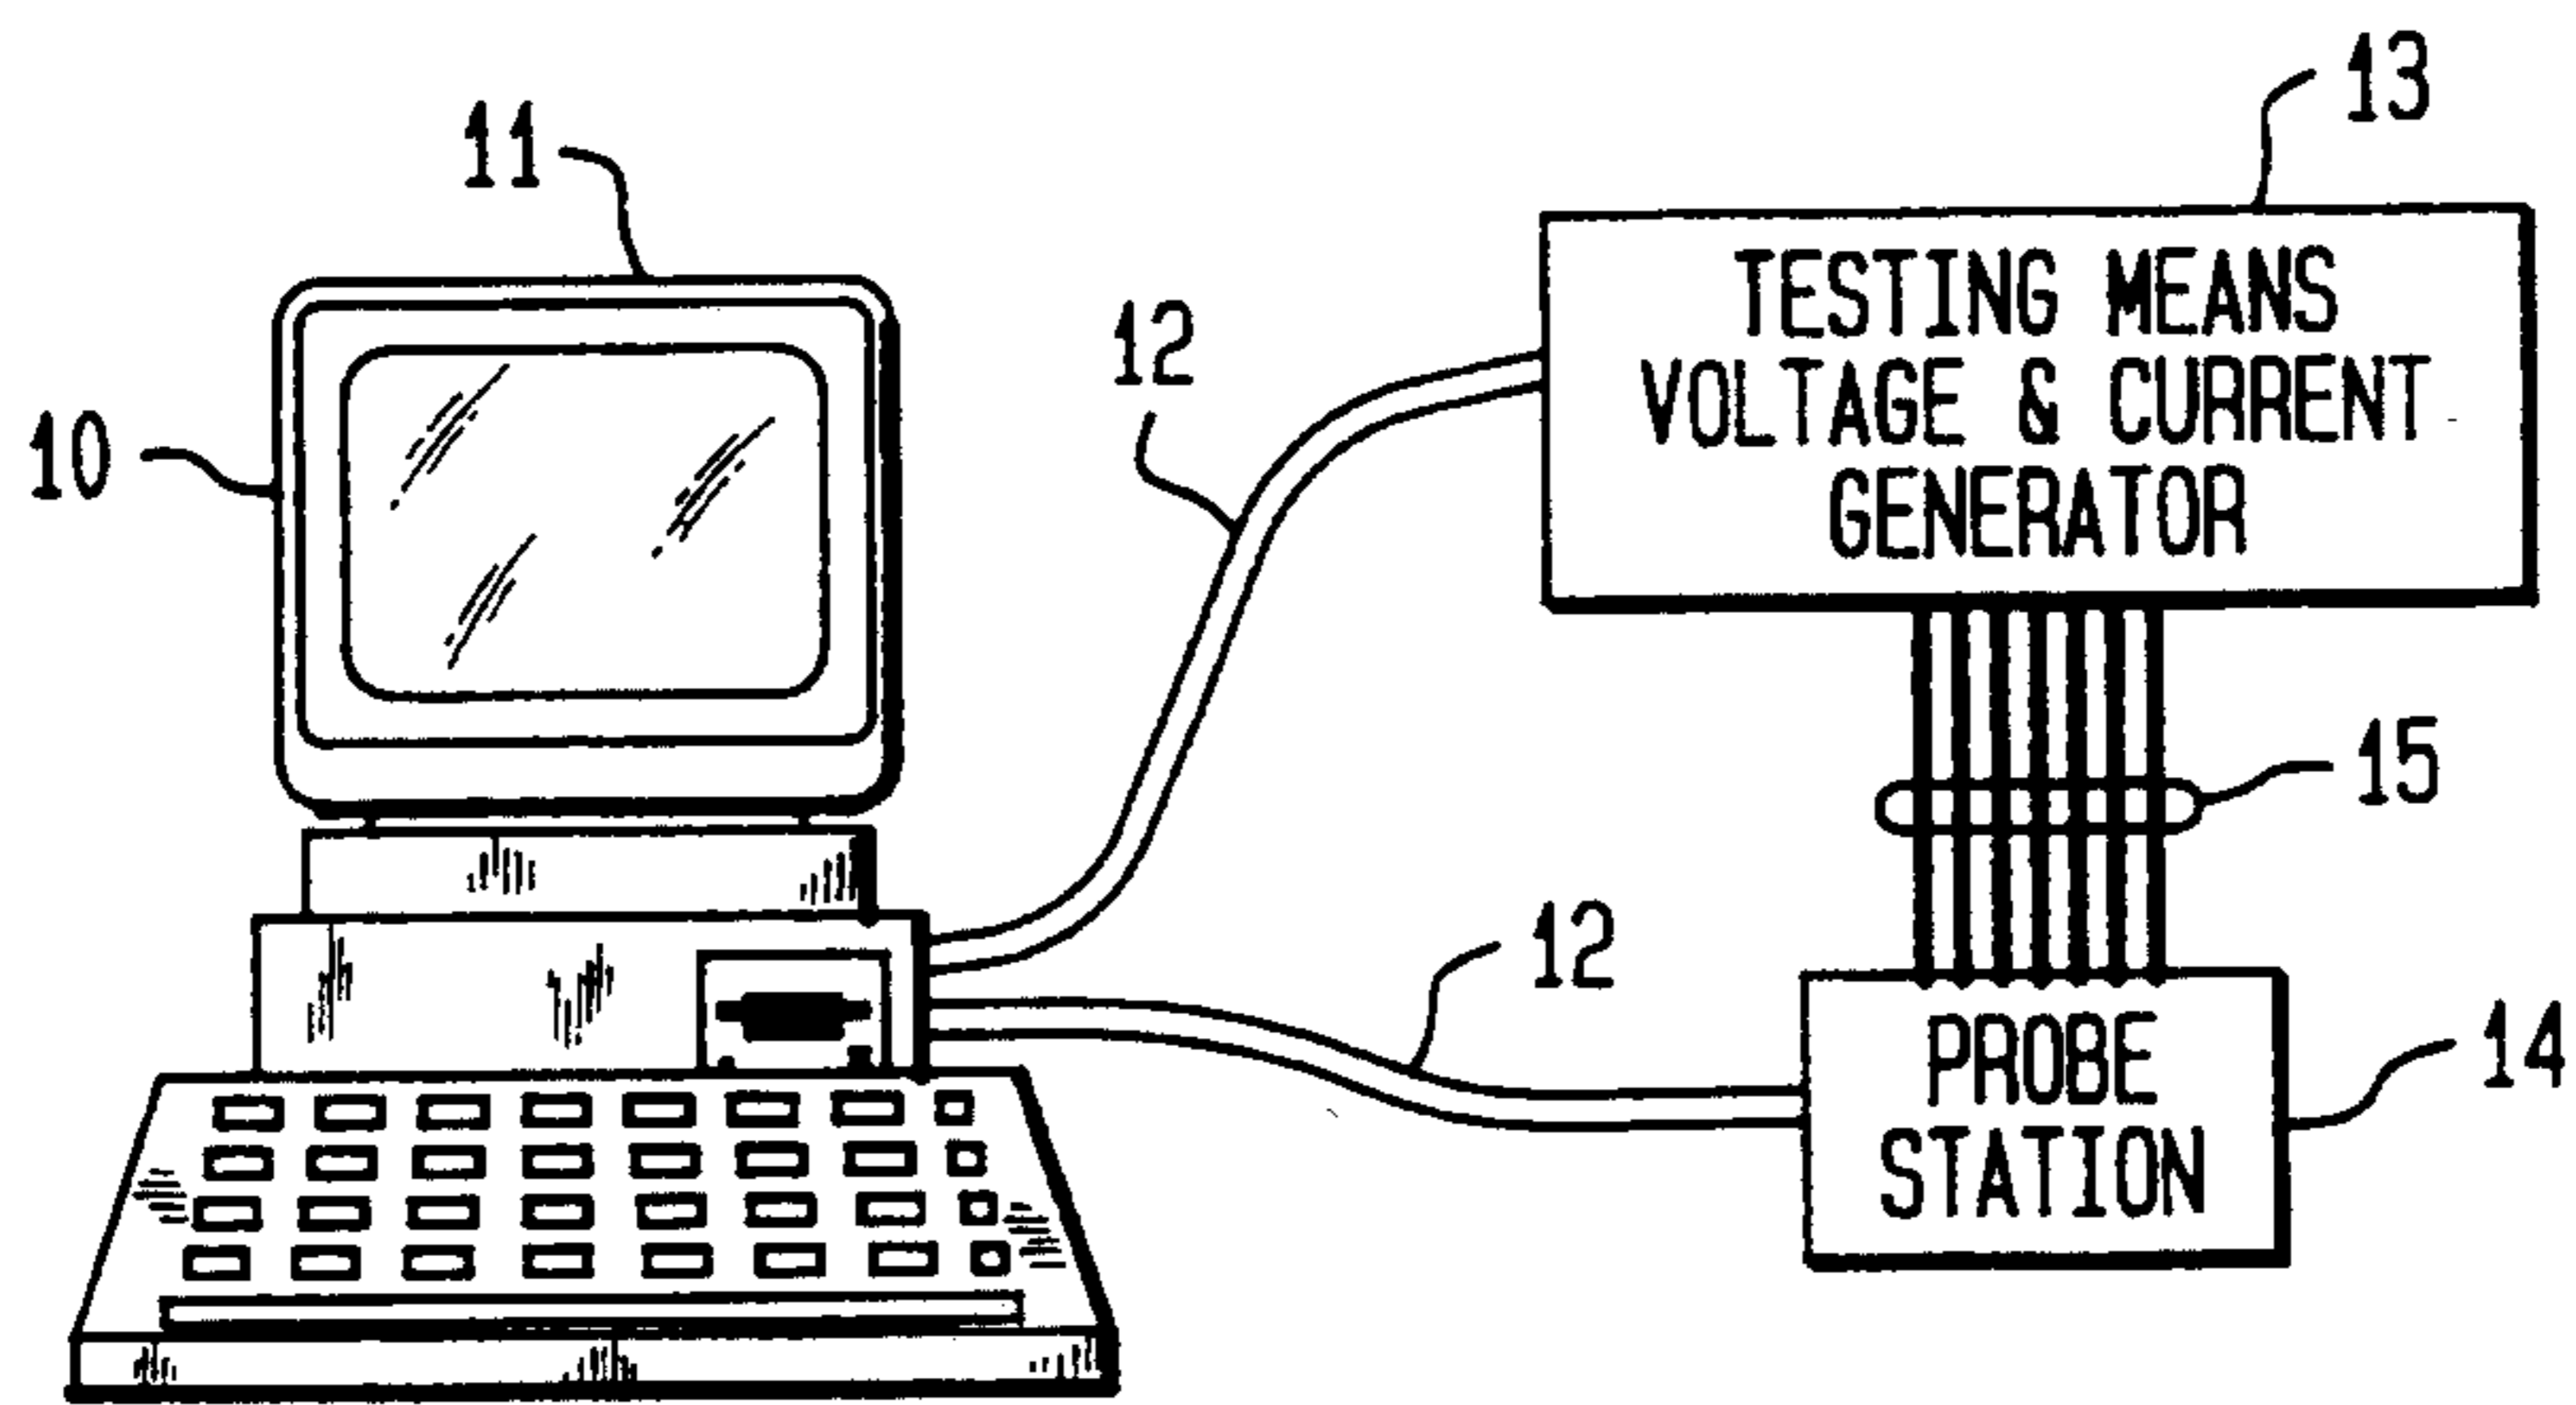 11
13
10
12
TESTING MEANS
VOLTAGE & CURRENT
GENERATOR
15
12
14
PROBE
STATION